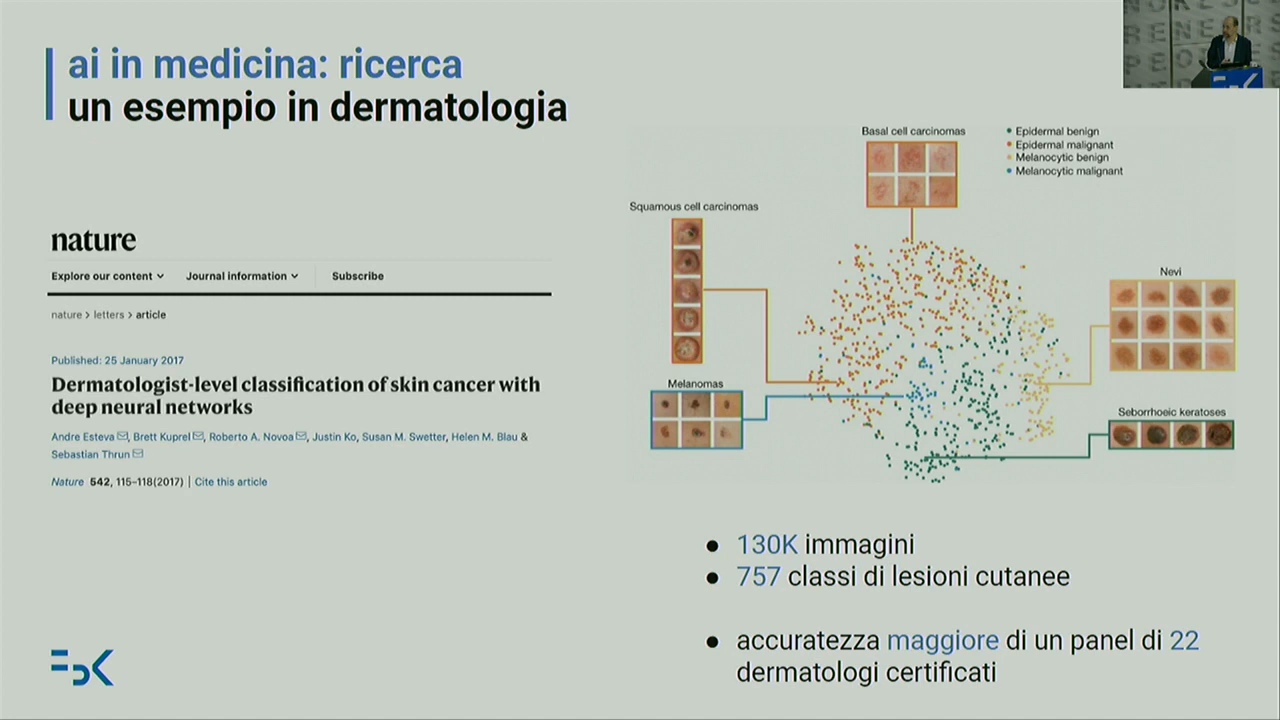 ai in medicina: ricerca
un esempio in dermatologia
nature
Explore our content
Journal information
Subscribe
nature > letters > article
Published: 25 January 2017
Dermatologist-level classification of skin cancer with
deep neural networks
Andre Esteva, Brett Kuprel, Roberto A. Novoa, Justin Ko, Susan M. Swetter, Helen M. Blau &
Sebastian Thrun
Nature 542, 115–118(2017) | Cite this article
Basal cell carcinomas
Epidermal benign
Epidermal malignant
Melanocytic benign
Melanocytic malignant
Squamous cell carcinomas
Nevi
Melanomas
Seborrhoeic keratoses
● 130K immagini
● 757 classi di lesioni cutanee
● accuratezza maggiore di un panel di 22
dermatologi certificati
FBK